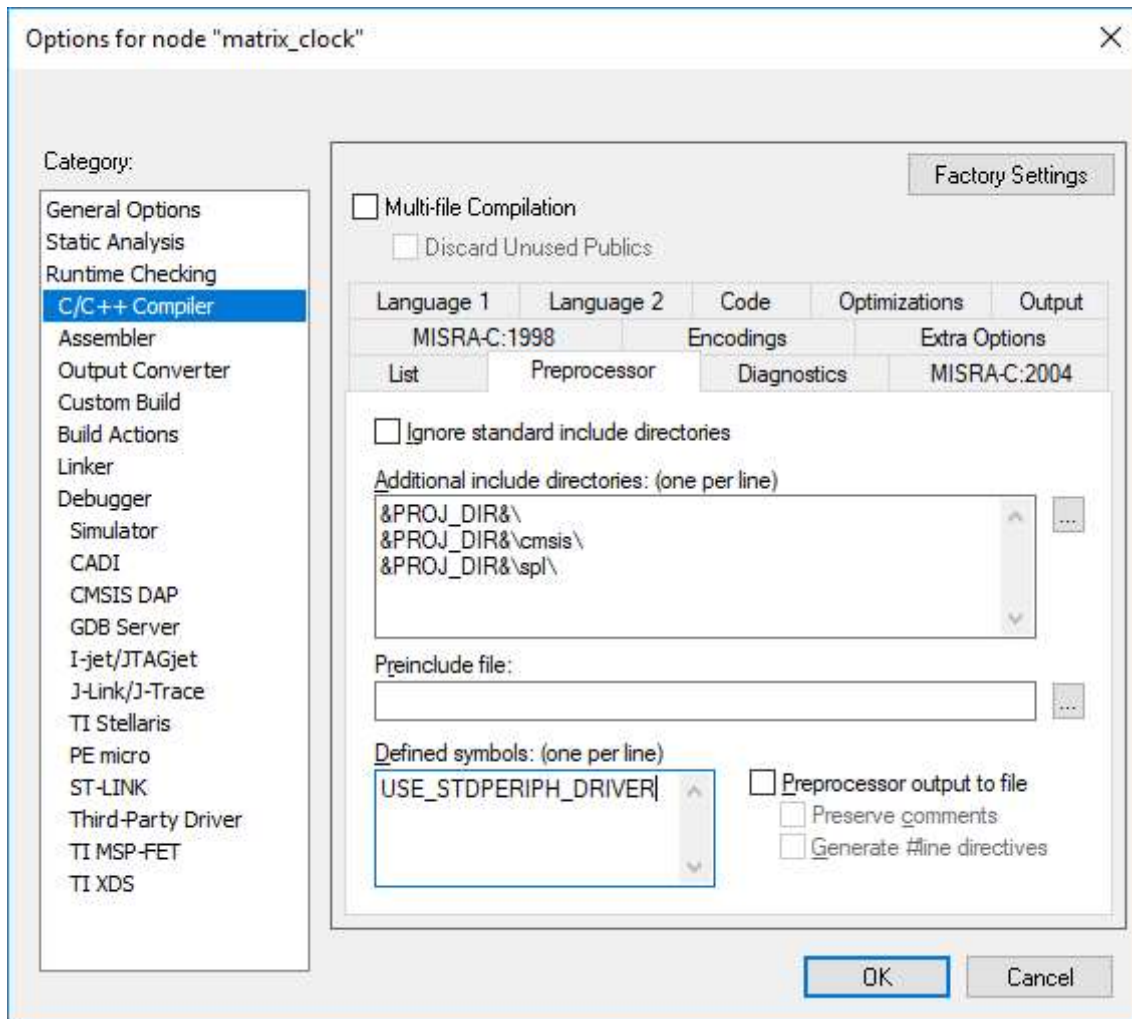 Options for node "matrix_clock"
Category:
General Options
Static Analysis
Runtime Checking
C/C++ Compiler
Assembler
Output Converter
Custom Build
Build Actions
Linker
Debugger
Simulator
CADI
CMSIS DAP
GDB Server
I-jet/JTAGjet
J-Link/J-Trace
TI Stellaris
PE micro
ST-LINK
Third-Party Driver
TI MSP-FET
TI XDS
Factory Settings
Multi-file Compilation
Discard Unused Publics
Language 1 Language 2 Code Optimizations Output
MISRA-C:1998 Encodings Extra Options
List Preprocessor Diagnostics MISRA-C:2004
Ignore standard include directories
Additional include directories: (one per line)
&PROJ_DIR&\
&PROJ_DIR&\cmsis\
&PROJ_DIR&\spl\
...
Preinclude file:
...
Defined symbols: (one per line)
USE_STDPERIPH_DRIVER
Preprocessor output to file
Preserve comments
Generate #line directives
OK Cancel